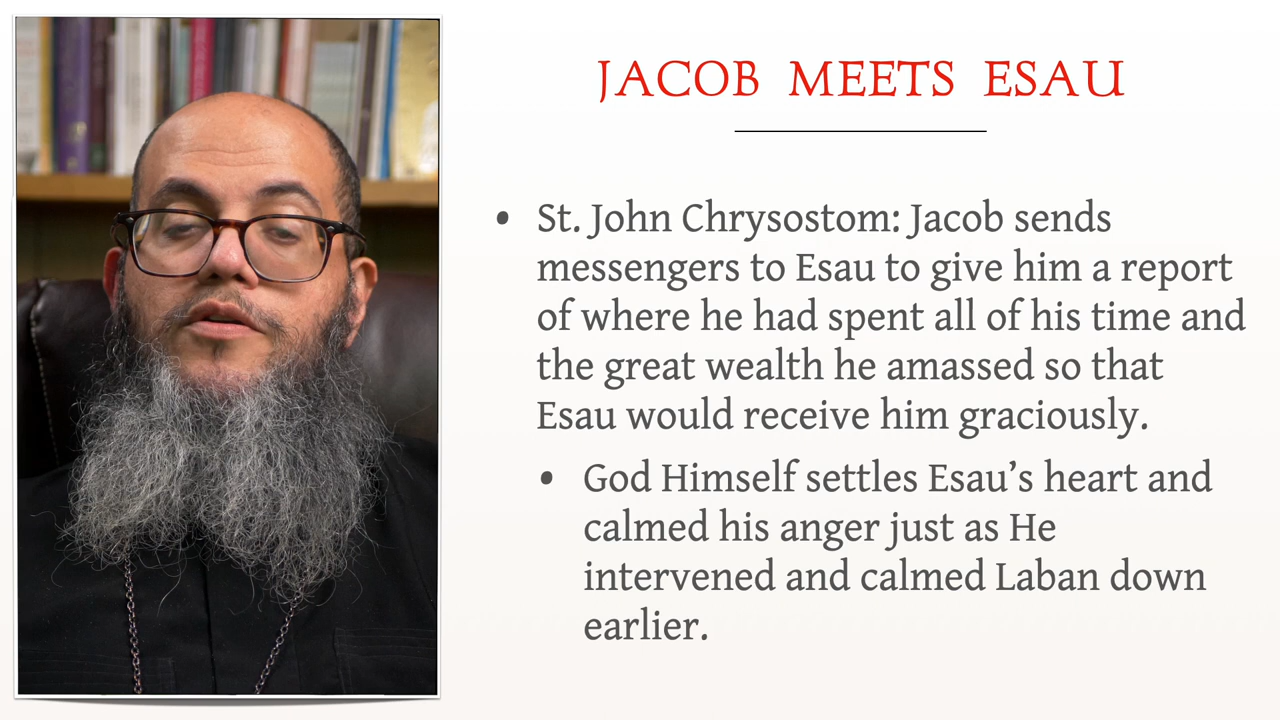 JACOB MEETS ESAU
• St. John Chrysostom: Jacob sends
messengers to Esau to give him a report
of where he had spent all of his time and
the great wealth he amassed so that
Esau would receive him graciously.
• God Himself settles Esau’s heart and
calmed his anger just as He
intervened and calmed Laban down
earlier.